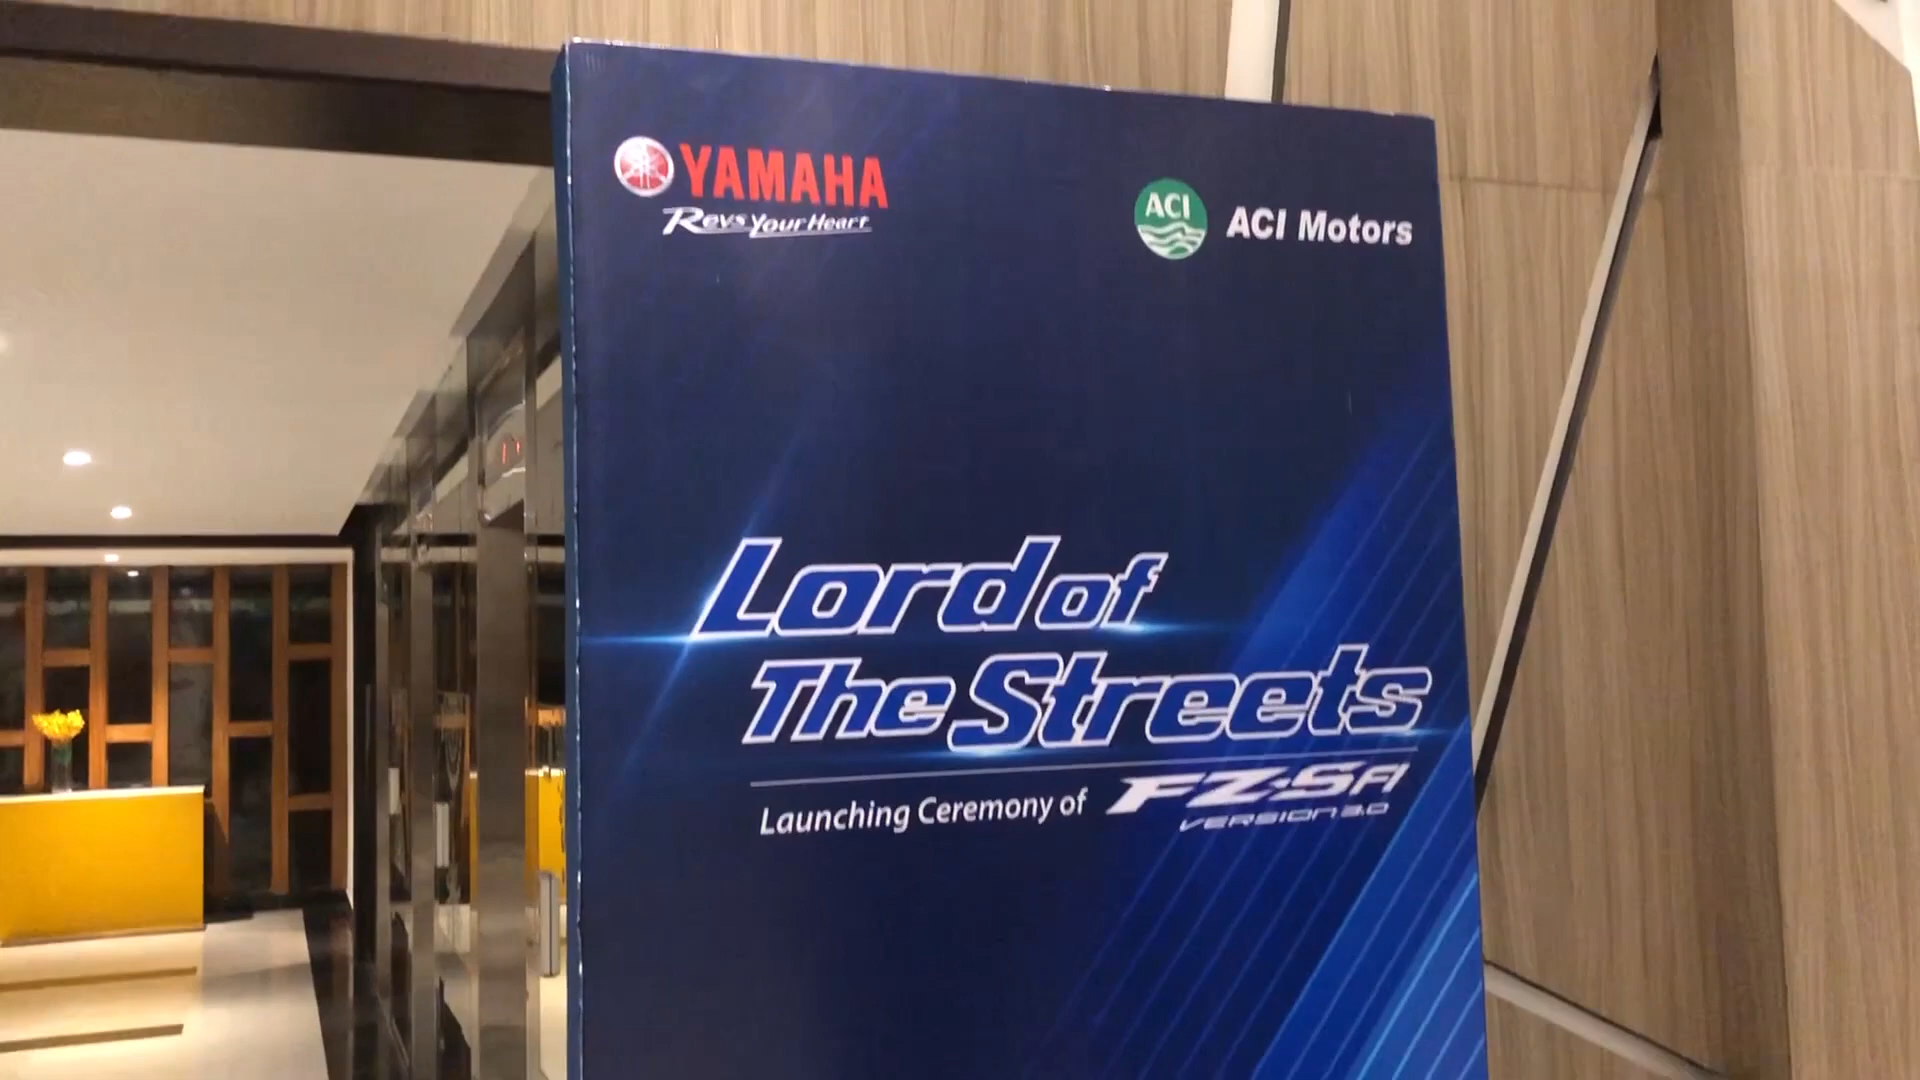 YAMAHA
Revs Your Heart
ACI
ACI Motors
Lord of
The Streets
Launching Ceremony of FZ-S FI
VERSION 3.0